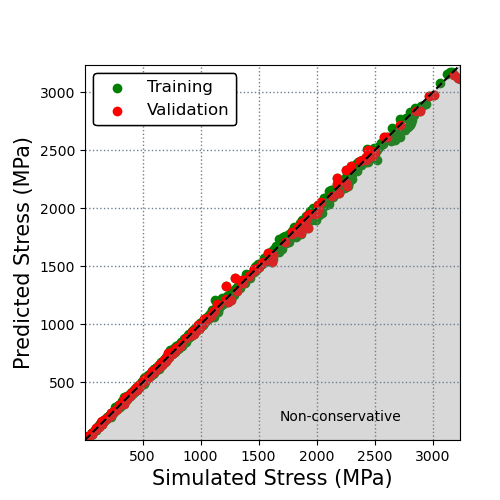 Training
Validation
3000
2500
2000
1500
1000
500
Predicted Stress (MPa)
Non-conservative
500 1000 1500 2000 2500 3000
Simulated Stress (MPa)